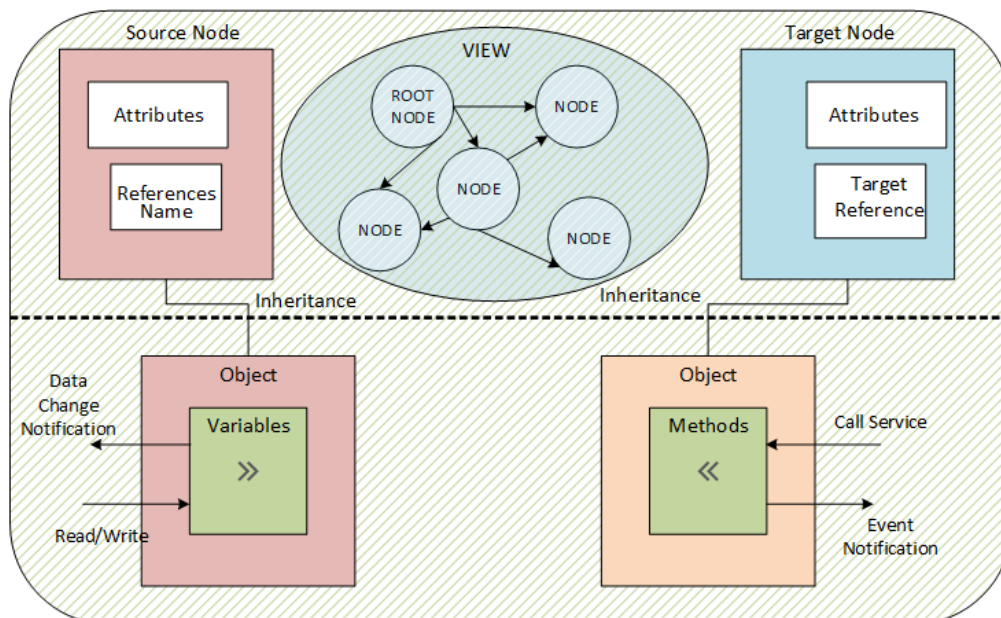 Source Node
VIEW
Target Node
Attributes
References
Name
ROOT
NODE
NODE
NODE
NODE
NODE
Attributes
Target
Reference
Inheritance
Inheritance
Object
Data
Change
Notification
Variables
»
Read/Write
Object
Methods
«
Call Service
Event
Notification